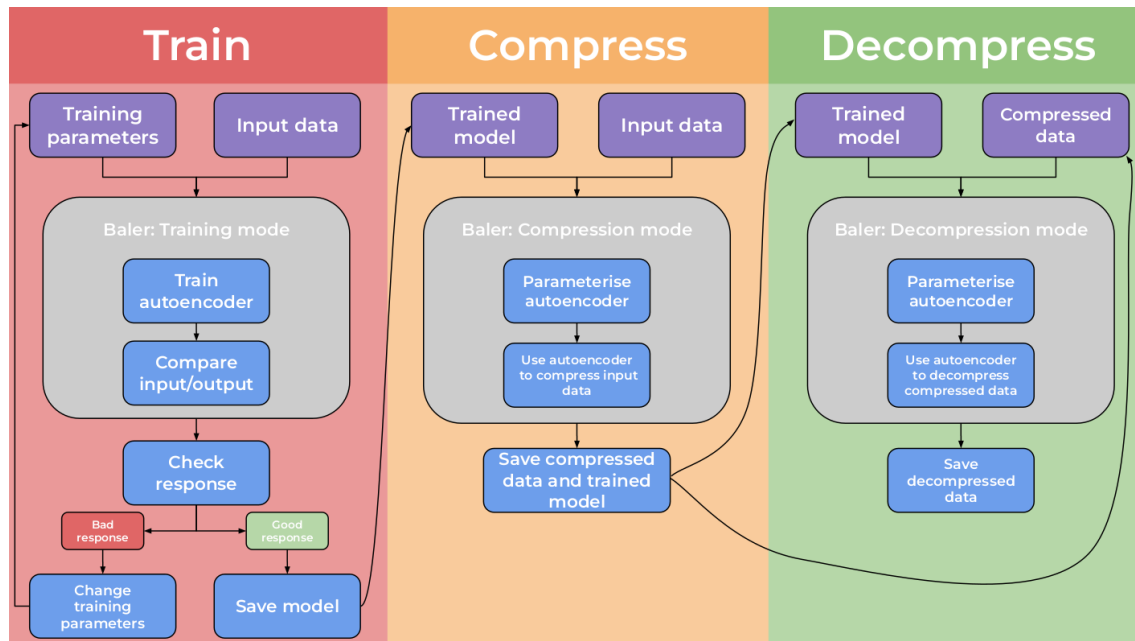 Train
Training
parameters
Input data
Baler: Training mode
Train
autoencoder
Compare
input/output
Check
response
Bad
response
Good
response
Change
training
parameters
Save model
Compress
Trained
model
Input data
Baler: Compression mode
Parameterise
autoencoder
Use autoencoder
to compress input
data
Save compressed
data and trained
model
Decompress
Trained
model
Compressed
data
Baler: Decompression mode
Parameterise
autoencoder
Use autoencoder
to decompress
compressed data
Save
decompressed
data